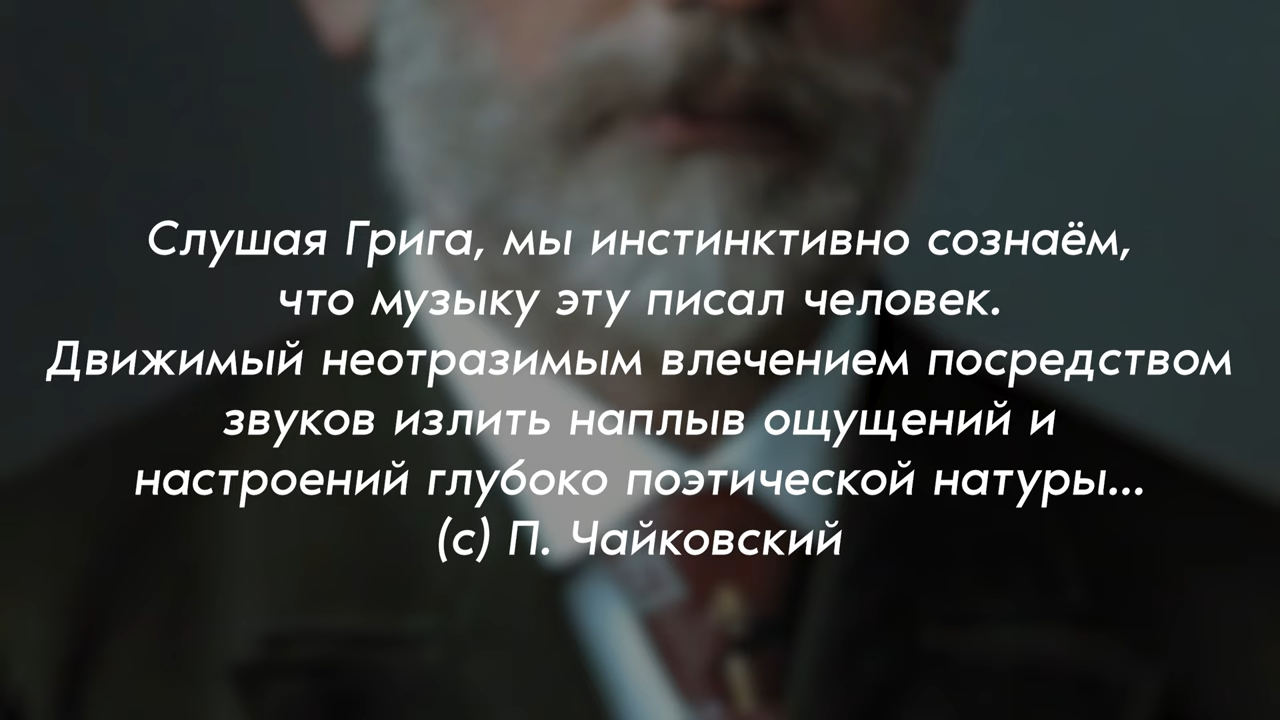 Слушая Грига, мы инстинктивно сознаём,
что музыку эту писал человек.
Движимый неотразимым влечением посредством
звуков излить наплыв ощущений и
настроений глубоко поэтической натуры...
(с) П. Чайковский